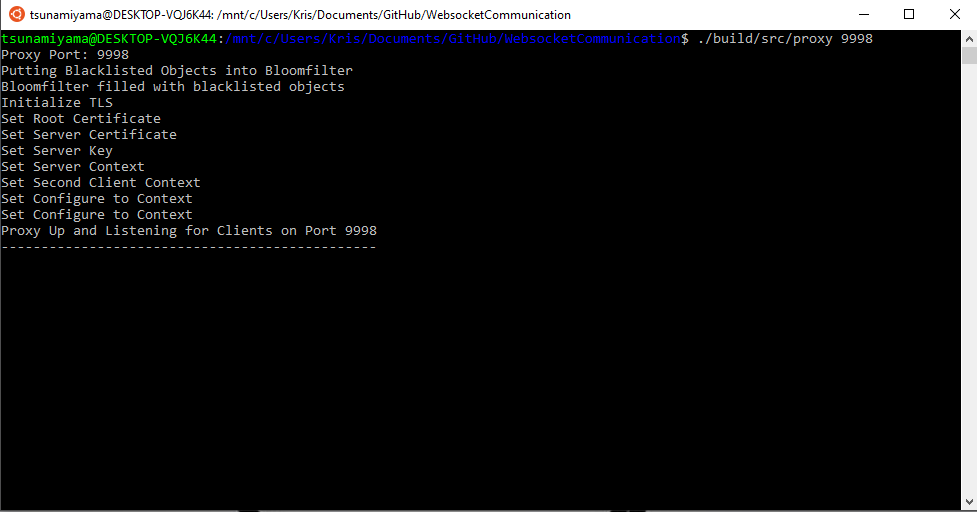 tsunamiyama@DESKTOP-VQJ6K44: /mnt/c/Users/Kris/Documents/GitHub/WebsocketCommunication
tsunamiyama@DESKTOP-VQJ6K44:/mnt/c/Users/Kris/Documents/GitHub/WebsocketCommunication$ ./build/src/proxy 9998
Proxy Port: 9998
Putting Blacklisted Objects into Bloomfilter
Bloomfilter filled with blacklisted objects
Initialize TLS
Set Root Certificate
Set Server Certificate
Set Server Key
Set Server Context
Set Second Client Context
Set Configure to Context
Set Configure to Context
Proxy Up and Listening for Clients on Port 9998
-----------------------------------------------